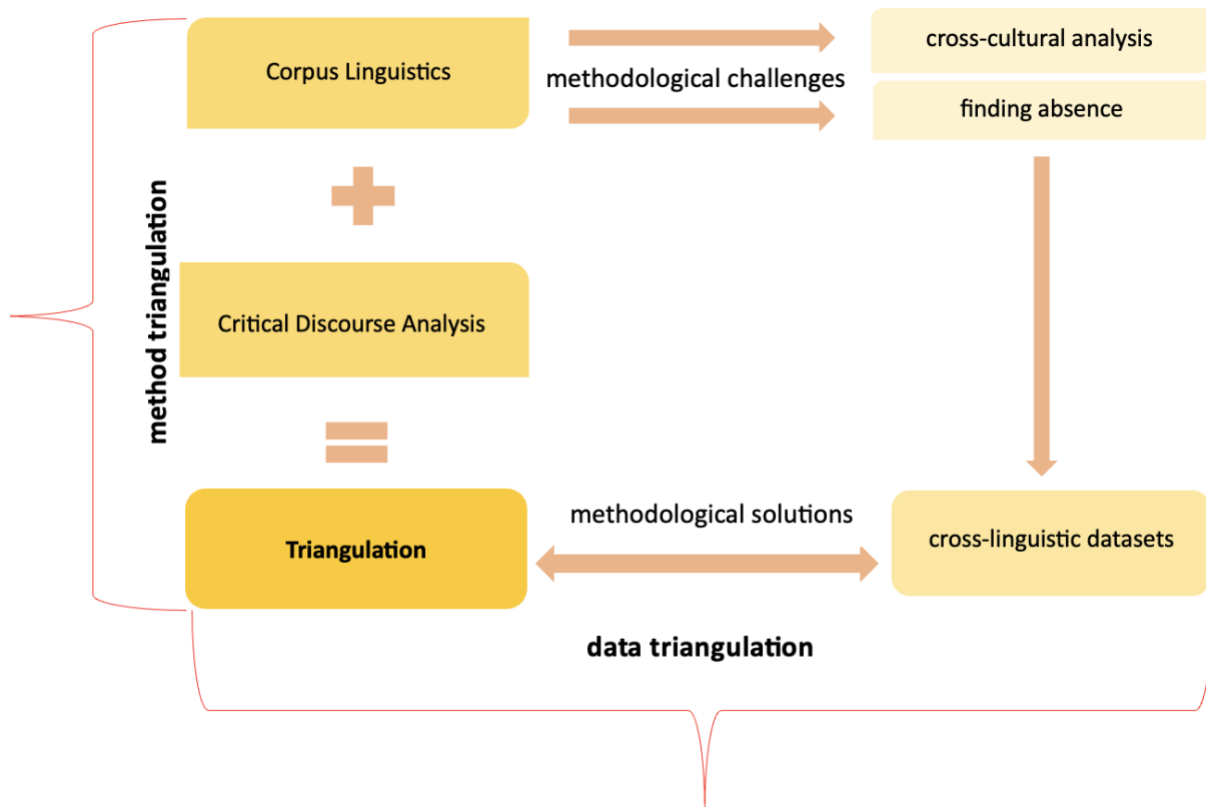 Corpus Linguistics
methodological challenges
cross-cultural analysis
finding absence
method triangulation
Critical Discourse Analysis
Triangulation
methodological solutions
cross-linguistic datasets
data triangulation